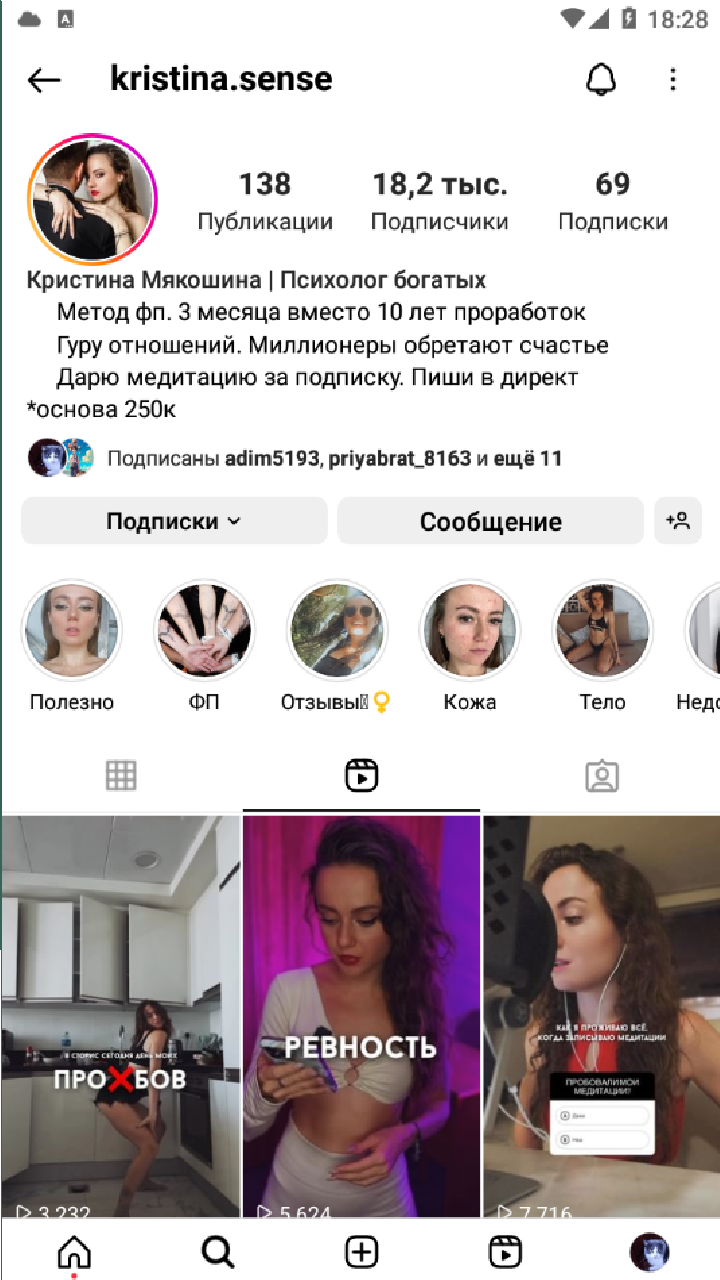 18:28
kristina.sense
138
18,2 тыс.
69
Публикации
Подписчики
Подписки
Кристина Мякошина | Психолог богатых
Метод фп. 3 месяца вместо 10 лет проработок
Гуру отношений. Миллионеры обретают счастье
Дарю медитацию за подписку. Пиши в директ
*основа 250к
Подписаны adim5193, priyabrat_8163 и ещё 11
Подписки
Сообщение
Полезно
ФП
Отзывы
Кожа
Тело
Недо
В СТОРИС СЕГОДНЯ ДЕНЬ МОИХ
ПРО❌БОВ
РЕВНОСТЬ
КАК Я ПРОЖИВАЮ ВСЁ,
КОГДА ЗАПИСЫВАЮ МЕДИТАЦИИ
ПРОБОВАЛИ МОИ
МЕДИТАЦИИ?
3 232
5 624
7 716